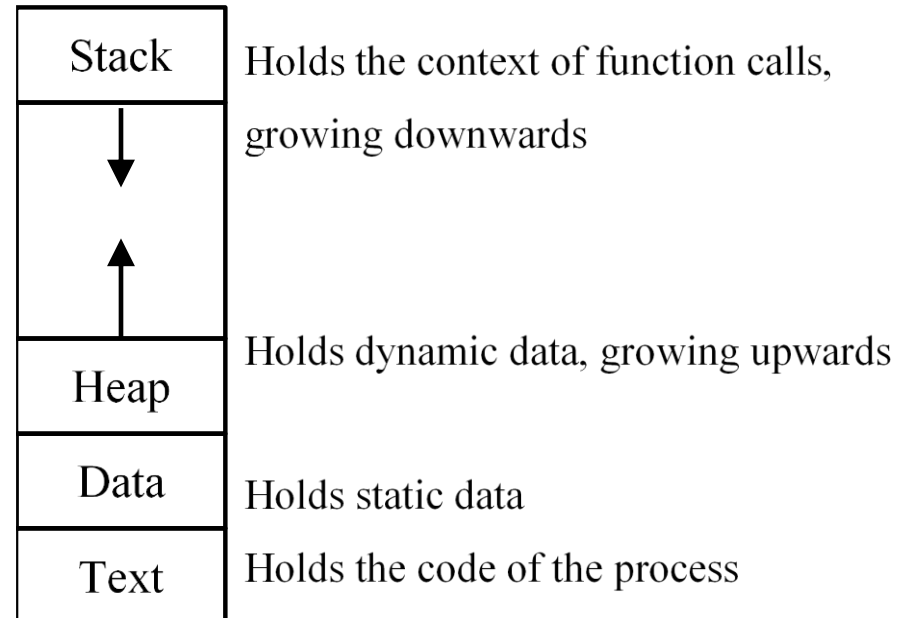 Stack
Holds the context of function calls,
growing downwards
Holds dynamic data, growing upwards
Heap
Data
Holds static data
Text
Holds the code of the process